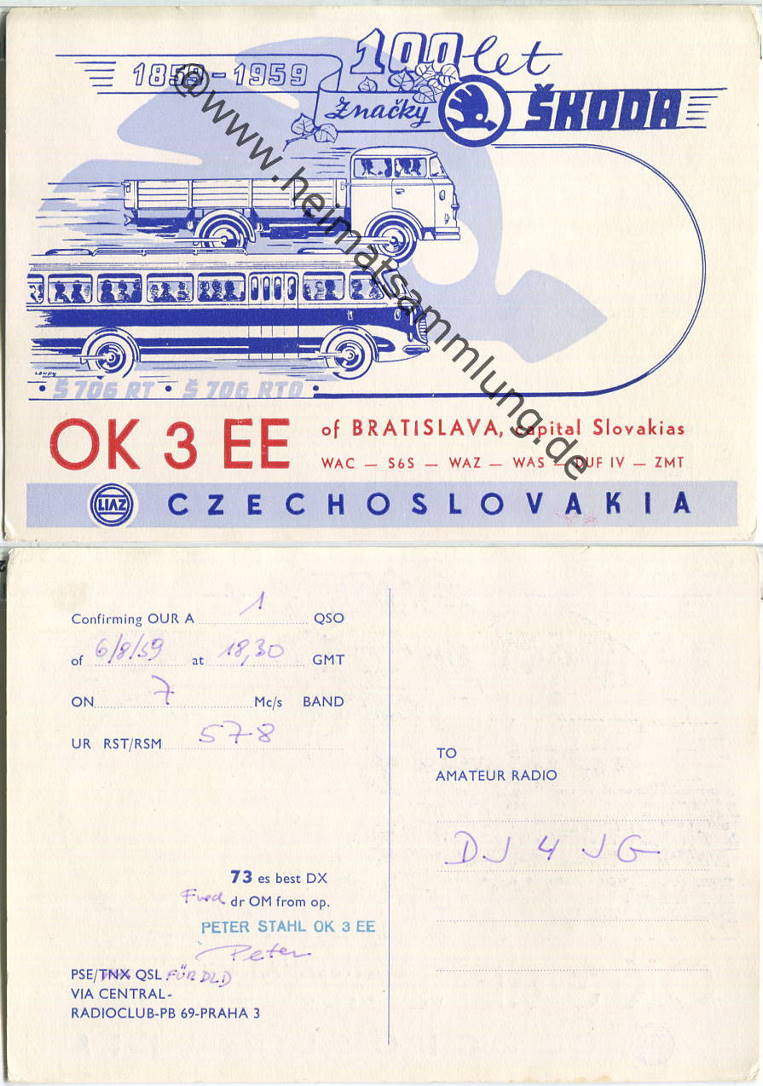 1859-1959
100 let
značky
ŠKODA
@www.heimatsammlung.de
Š 706 RT • Š 706 RTO •
OK 3 EE
of BRATISLAVA, capital Slovakias
WAC — S6S — WAZ — WAS — DUF IV — ZMT
LIAZ
CZECHOSLOVAKIA
Confirming OUR A 1 QSO
of 6/8/59 at 18,30 GMT
ON 7 Mc/s BAND
UR RST/RSM 578
TO
AMATEUR RADIO
DJ 4 JG
73 es best DX
dr OM from op.
PETER STAHL OK 3 EE
Peter
PSE/TNX QSL FÜR DLD
VIA CENTRAL-
RADIOCLUB-PB 69-PRAHA 3